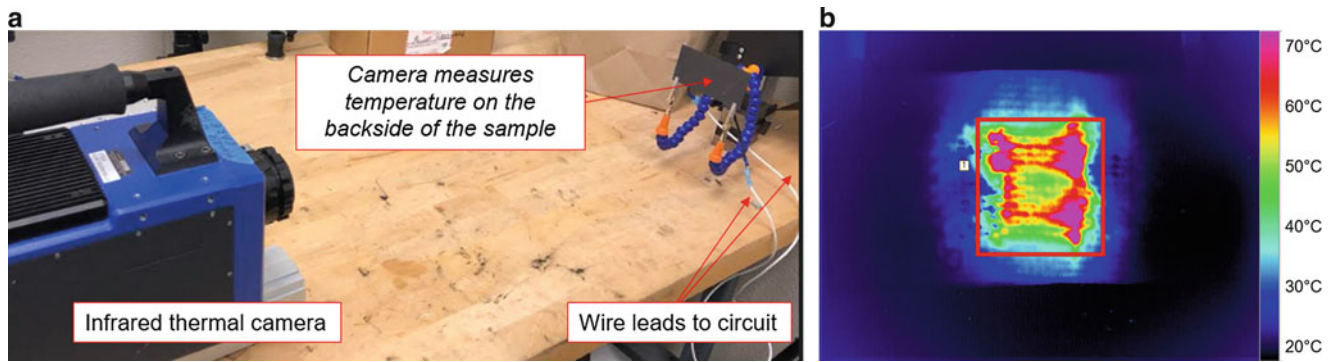 a
Camera measures
temperature on the
backside of the sample
Infrared thermal camera
Wire leads to circuit
b
70°C
60°C
50°C
40°C
30°C
20°C
1